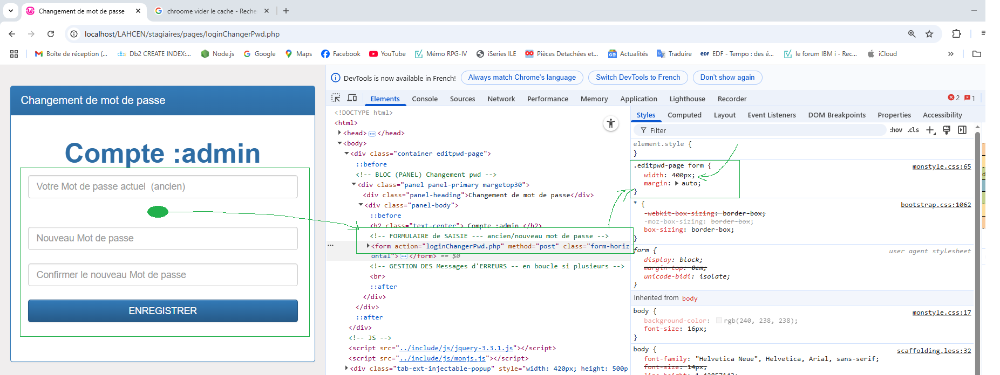 Changement de mot de passe
chroome vider le cache - Reche
localhost/LAHCEN/stagiaires/pages/loginChangerPwd.php
Boîte de réception (...
Db2 CREATE INDEX:...
Node.js
Google
Maps
Facebook
YouTube
Mémo RPG-IV
iSeries ILE
Pièces Detachées et...
Actualités
Traduire
EDF - Tempo : des é...
le forum IBM i - Rec...
iCloud
Changement de mot de passe
Compte :admin
Votre Mot de passe actuel  (ancien)
Nouveau Mot de passe
Confirmer le nouveau Mot de passe
ENREGISTRER
DevTools is now available in French!
Always match Chrome's language
Switch DevTools to French
Don't show again
Elements
Console
Sources
Network
Performance
Memory
Application
Lighthouse
Recorder
2
1
<!DOCTYPE html>
<html>
<head>…</head>
<body>
<div class="container editpwd-page">
::before
<!-- BLOC (PANEL) Changement pwd -->
<div class="panel panel-primary margetop30">
<div class="panel-heading">Changement de mot de passe</div>
<div class="panel-body">
::before
<h2 class="text-center"> Compte :admin </h2>
<!-- FORMULAIRE de SAISIE --- ancien/nouveau mot de passe -->
<form action="loginChangerPwd.php" method="post" class="form-horiz
ontal">…</form> == $0
<!-- GESTION DES Messages d'ERREURS -- en boucle si plusieurs -->
<br>
::after
</div>
</div>
::after
</div>
<!-- JS -->
<script src="../include/js/jquery-3.3.1.js"></script>
<script src="../include/js/monjs.js"></script>
<div class="tab-ext-injectable-popup" style="width: 420px; height: 500p
Styles
Computed
Layout
Event Listeners
DOM Breakpoints
Properties
Accessibility
Filter
:hov .cls
element.style {
}
.editpwd-page form {
monstyle.css:65
width: 400px;
margin: auto;
}
* {
bootstrap.css:1062
-webkit-box-sizing: border-box;
-moz-box-sizing: border-box;
box-sizing: border-box;
}
form {
user agent stylesheet
display: block;
margin-top: 0em;
unicode-bidi: isolate;
}
Inherited from body
body {
monstyle.css:17
background-color: rgb(240, 238, 238);
font-size: 16px;
}
body {
scaffolding.less:32
font-family: "Helvetica Neue", Helvetica, Arial, sans-serif;
font-size: 14px;
line-height: 1.42857143;